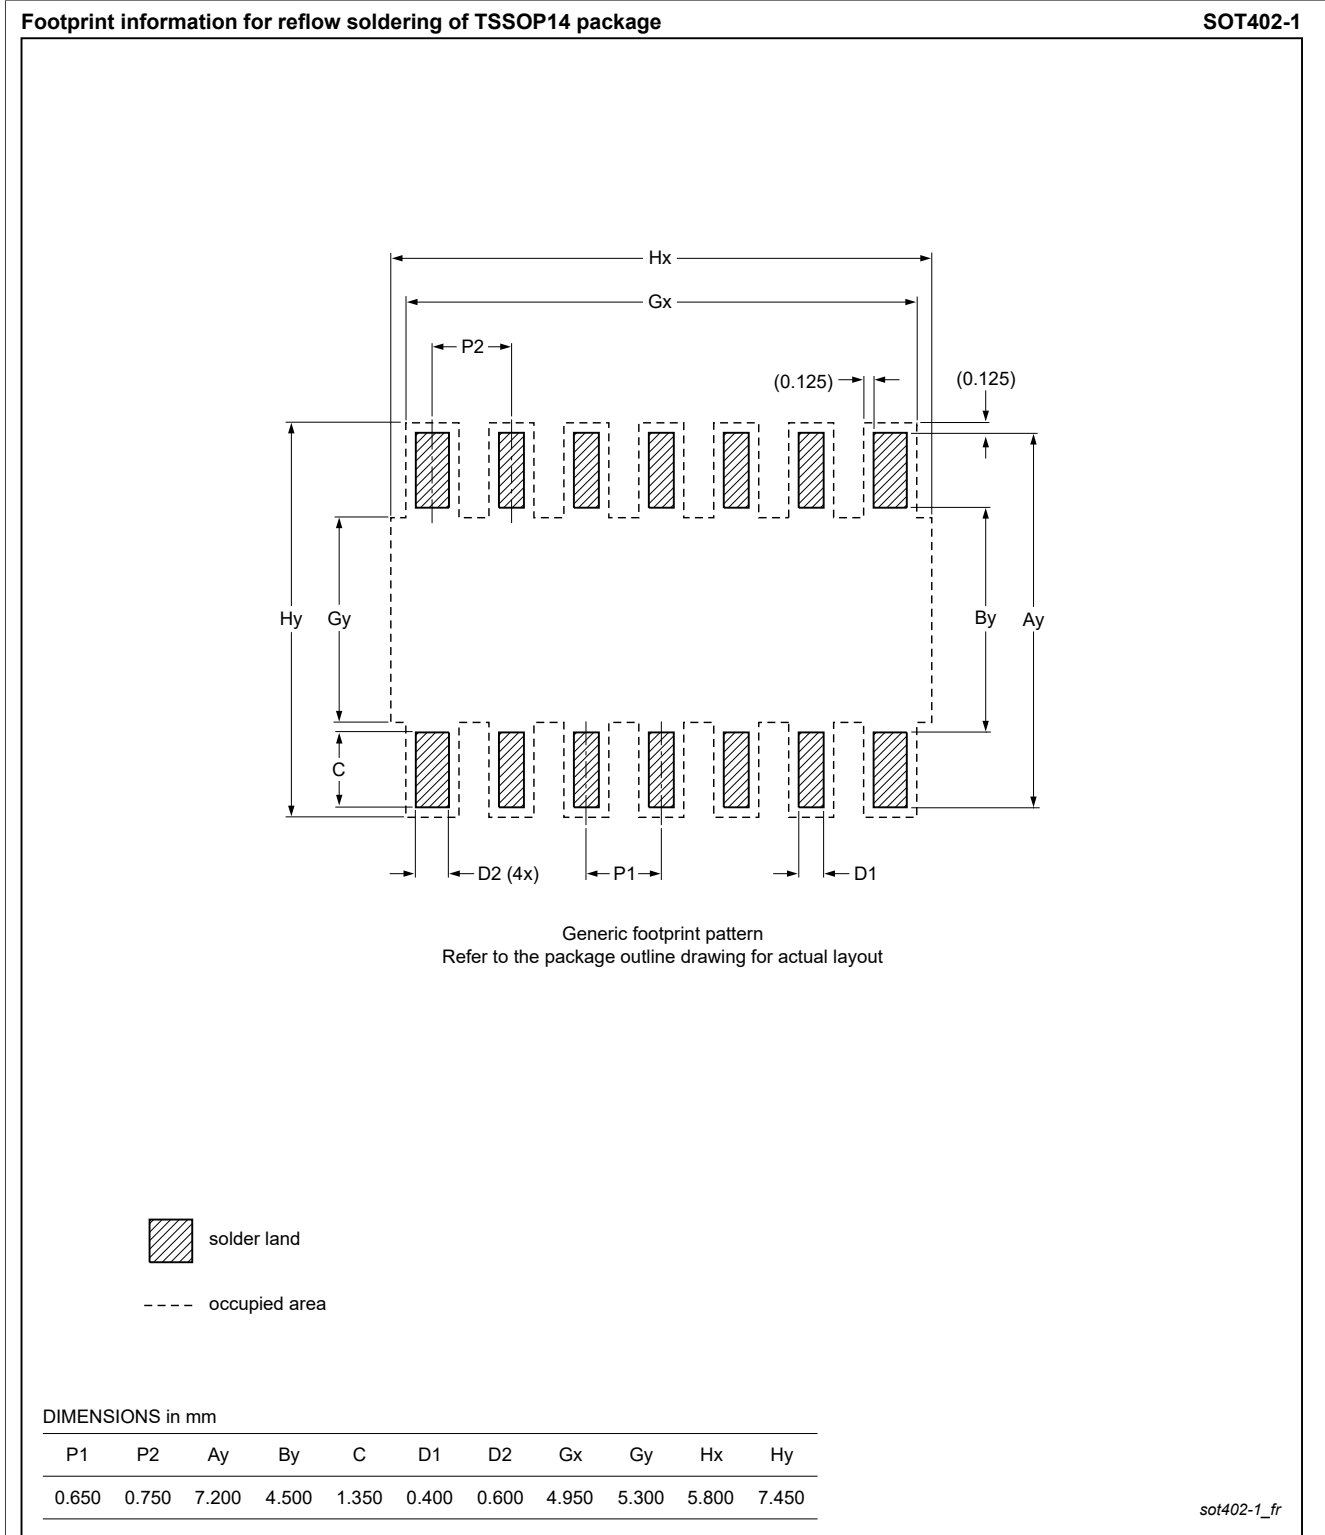 Footprint information for reflow soldering of TSSOP14 package SOT402-1
Hx
Gx
P2
(0.125) (0.125)
Hy Gy By Ay
C
D2 (4x) P1 D1
Generic footprint pattern
Refer to the package outline drawing for actual layout
solder land
occupied area
DIMENSIONS in mm
P1 P2 Ay By C D1 D2 Gx Gy Hx Hy
0.650 0.750 7.200 4.500 1.350 0.400 0.600 4.950 5.300 5.800 7.450
sot402-1_fr